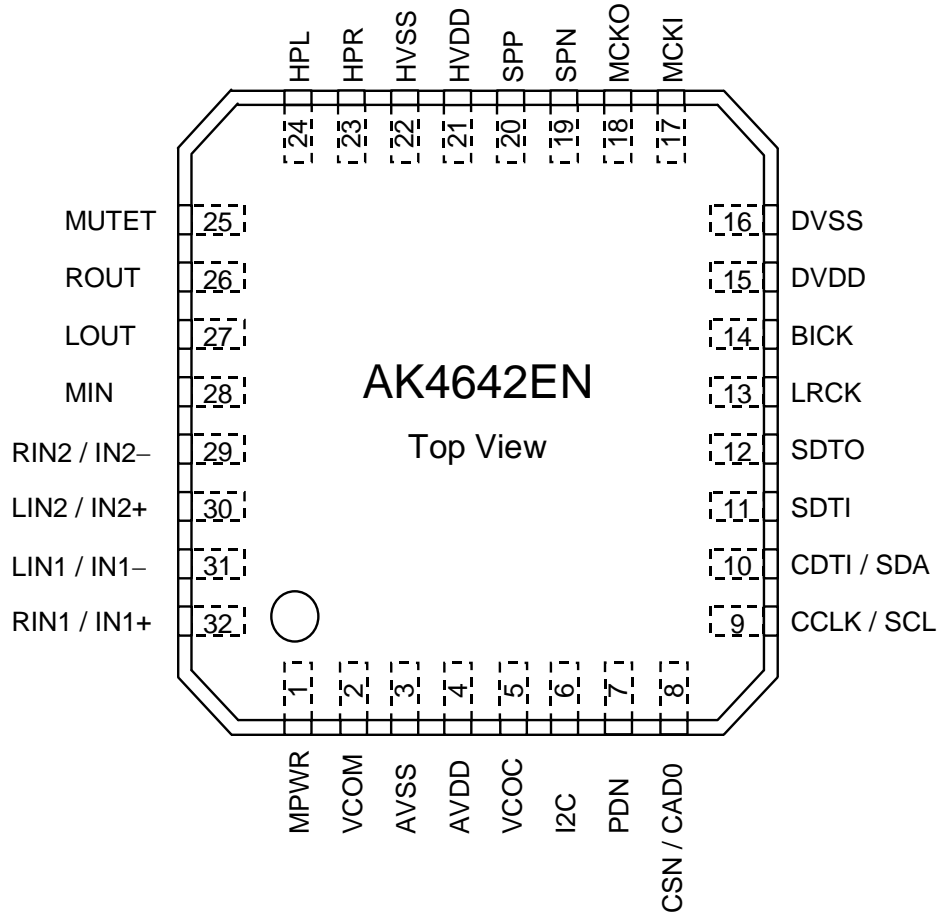 HPL
HPR
HVSS
HVDD
SPP
SPN
MCKO
MCKI
24
23
22
21
20
19
18
17
MUTET 25
ROUT 26
LOUT 27
MIN 28
RIN2 / IN2− 29
LIN2 / IN2+ 30
LIN1 / IN1− 31
RIN1 / IN1+ 32
AK4642EN
Top View
16 DVSS
15 DVDD
14 BICK
13 LRCK
12 SDTO
11 SDTI
10 CDTI / SDA
9 CCLK / SCL
1
2
3
4
5
6
7
8
MPWR
VCOM
AVSS
AVDD
VCOC
I2C
PDN
CSN / CAD0